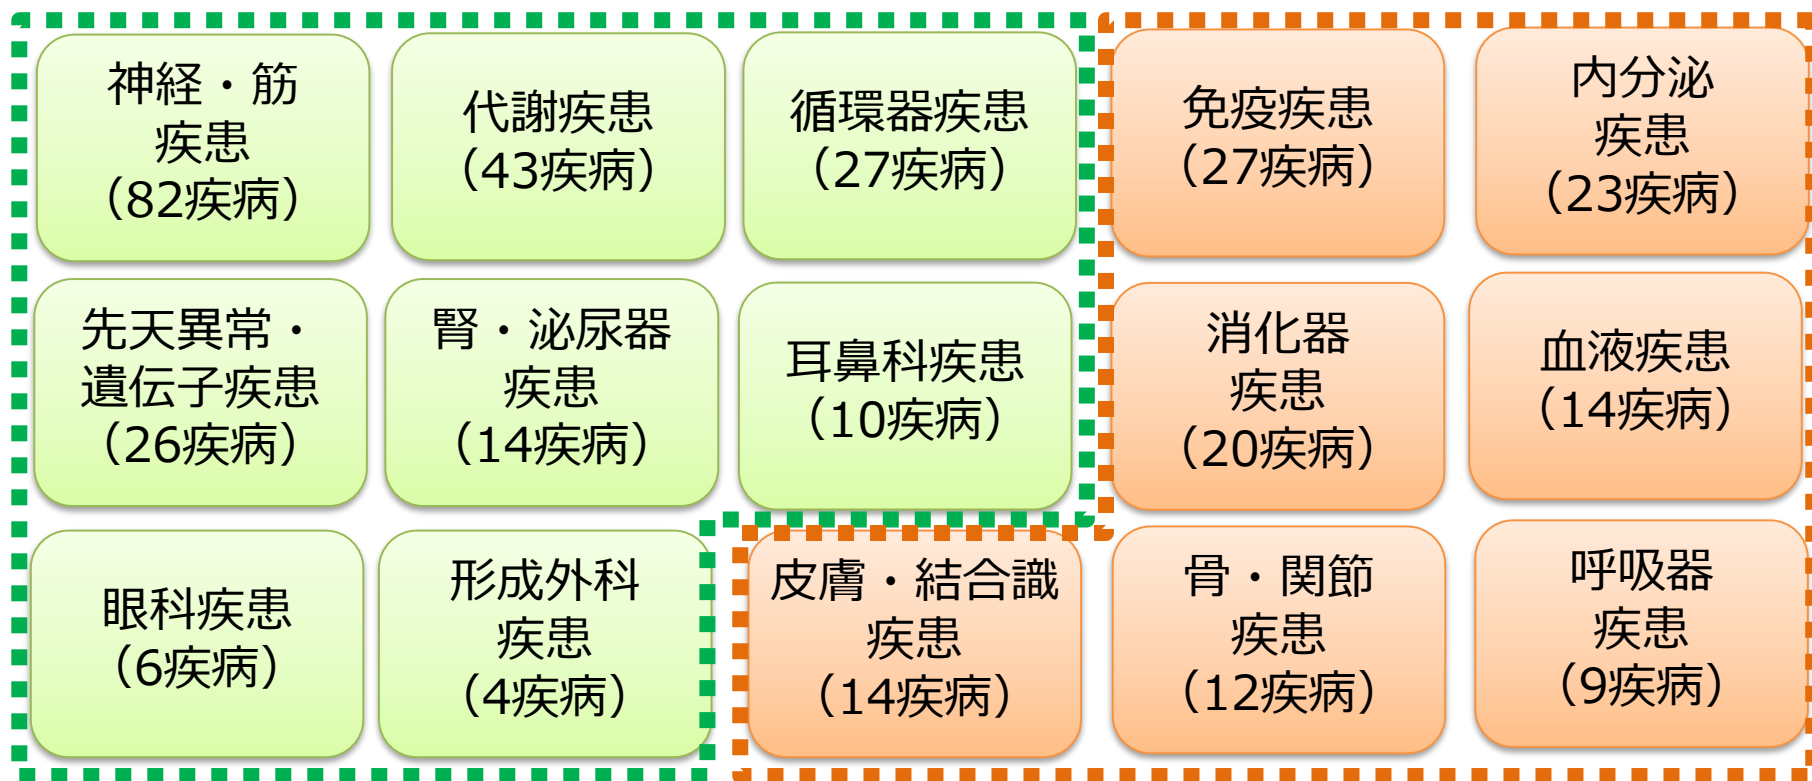 神経・筋
疾患
（82疾病）
代謝疾患
（43疾病）
循環器疾患
（27疾病）
免疫疾患
（27疾病）
内分泌
疾患
（23疾病）
先天異常・
遺伝子疾患
（26疾病）
腎・泌尿器
疾患
（14疾病）
耳鼻科疾患
（10疾病）
消化器
疾患
（20疾病）
血液疾患
（14疾病）
眼科疾患
（6疾病）
形成外科
疾患
（4疾病）
皮膚・結合識
疾患
（14疾病）
骨・関節
疾患
（12疾病）
呼吸器
疾患
（9疾病）